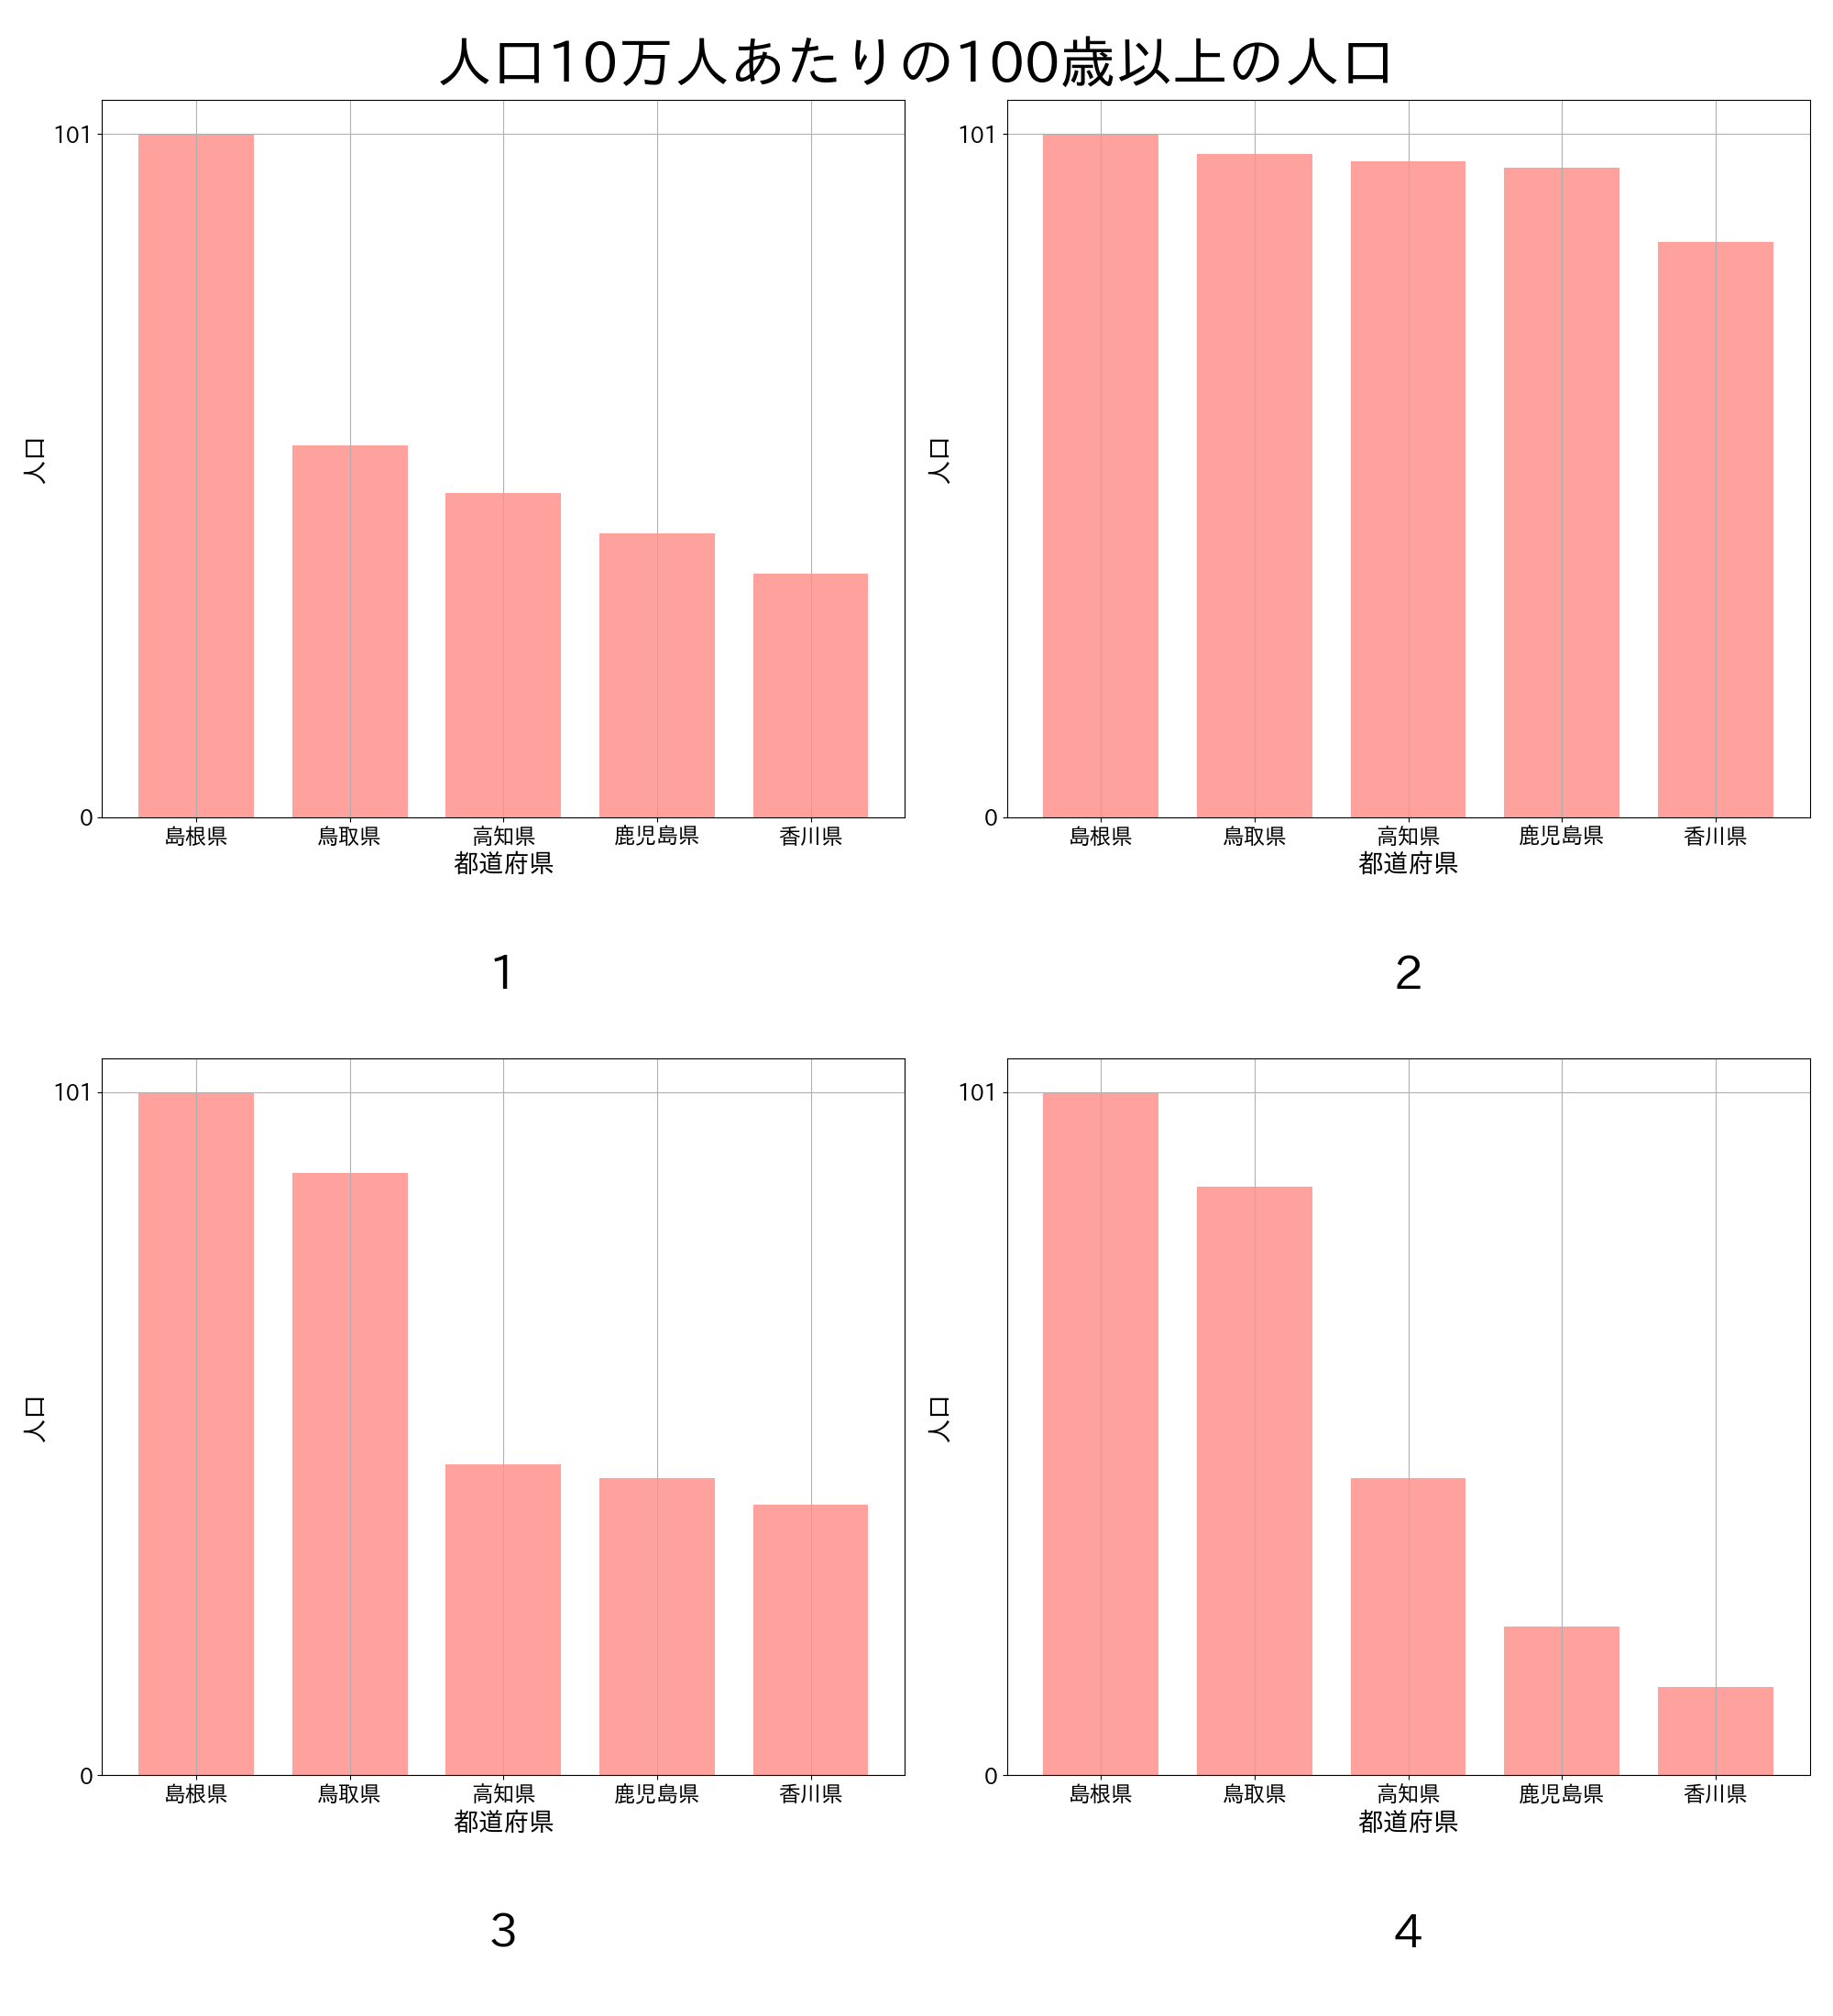 人口10万人あたりの100歳以上の人口
101
人口
0
島根県 鳥取県 高知県 鹿児島県 香川県
都道府県
1
101
人口
0
島根県 鳥取県 高知県 鹿児島県 香川県
都道府県
2
101
人口
0
島根県 鳥取県 高知県 鹿児島県 香川県
都道府県
3
101
人口
0
島根県 鳥取県 高知県 鹿児島県 香川県
都道府県
4